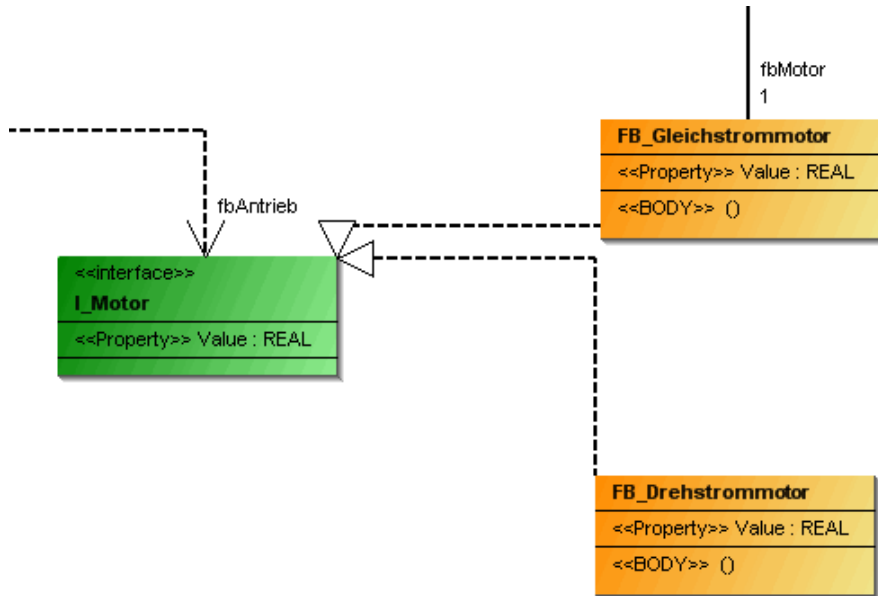 fbMotor
1
FB_Gleichstrommotor
<<Property>> Value : REAL
<<BODY>> ()
fbAntrieb
<<interface>>
I_Motor
<<Property>> Value : REAL
FB_Drehstrommotor
<<Property>> Value : REAL
<<BODY>> ()